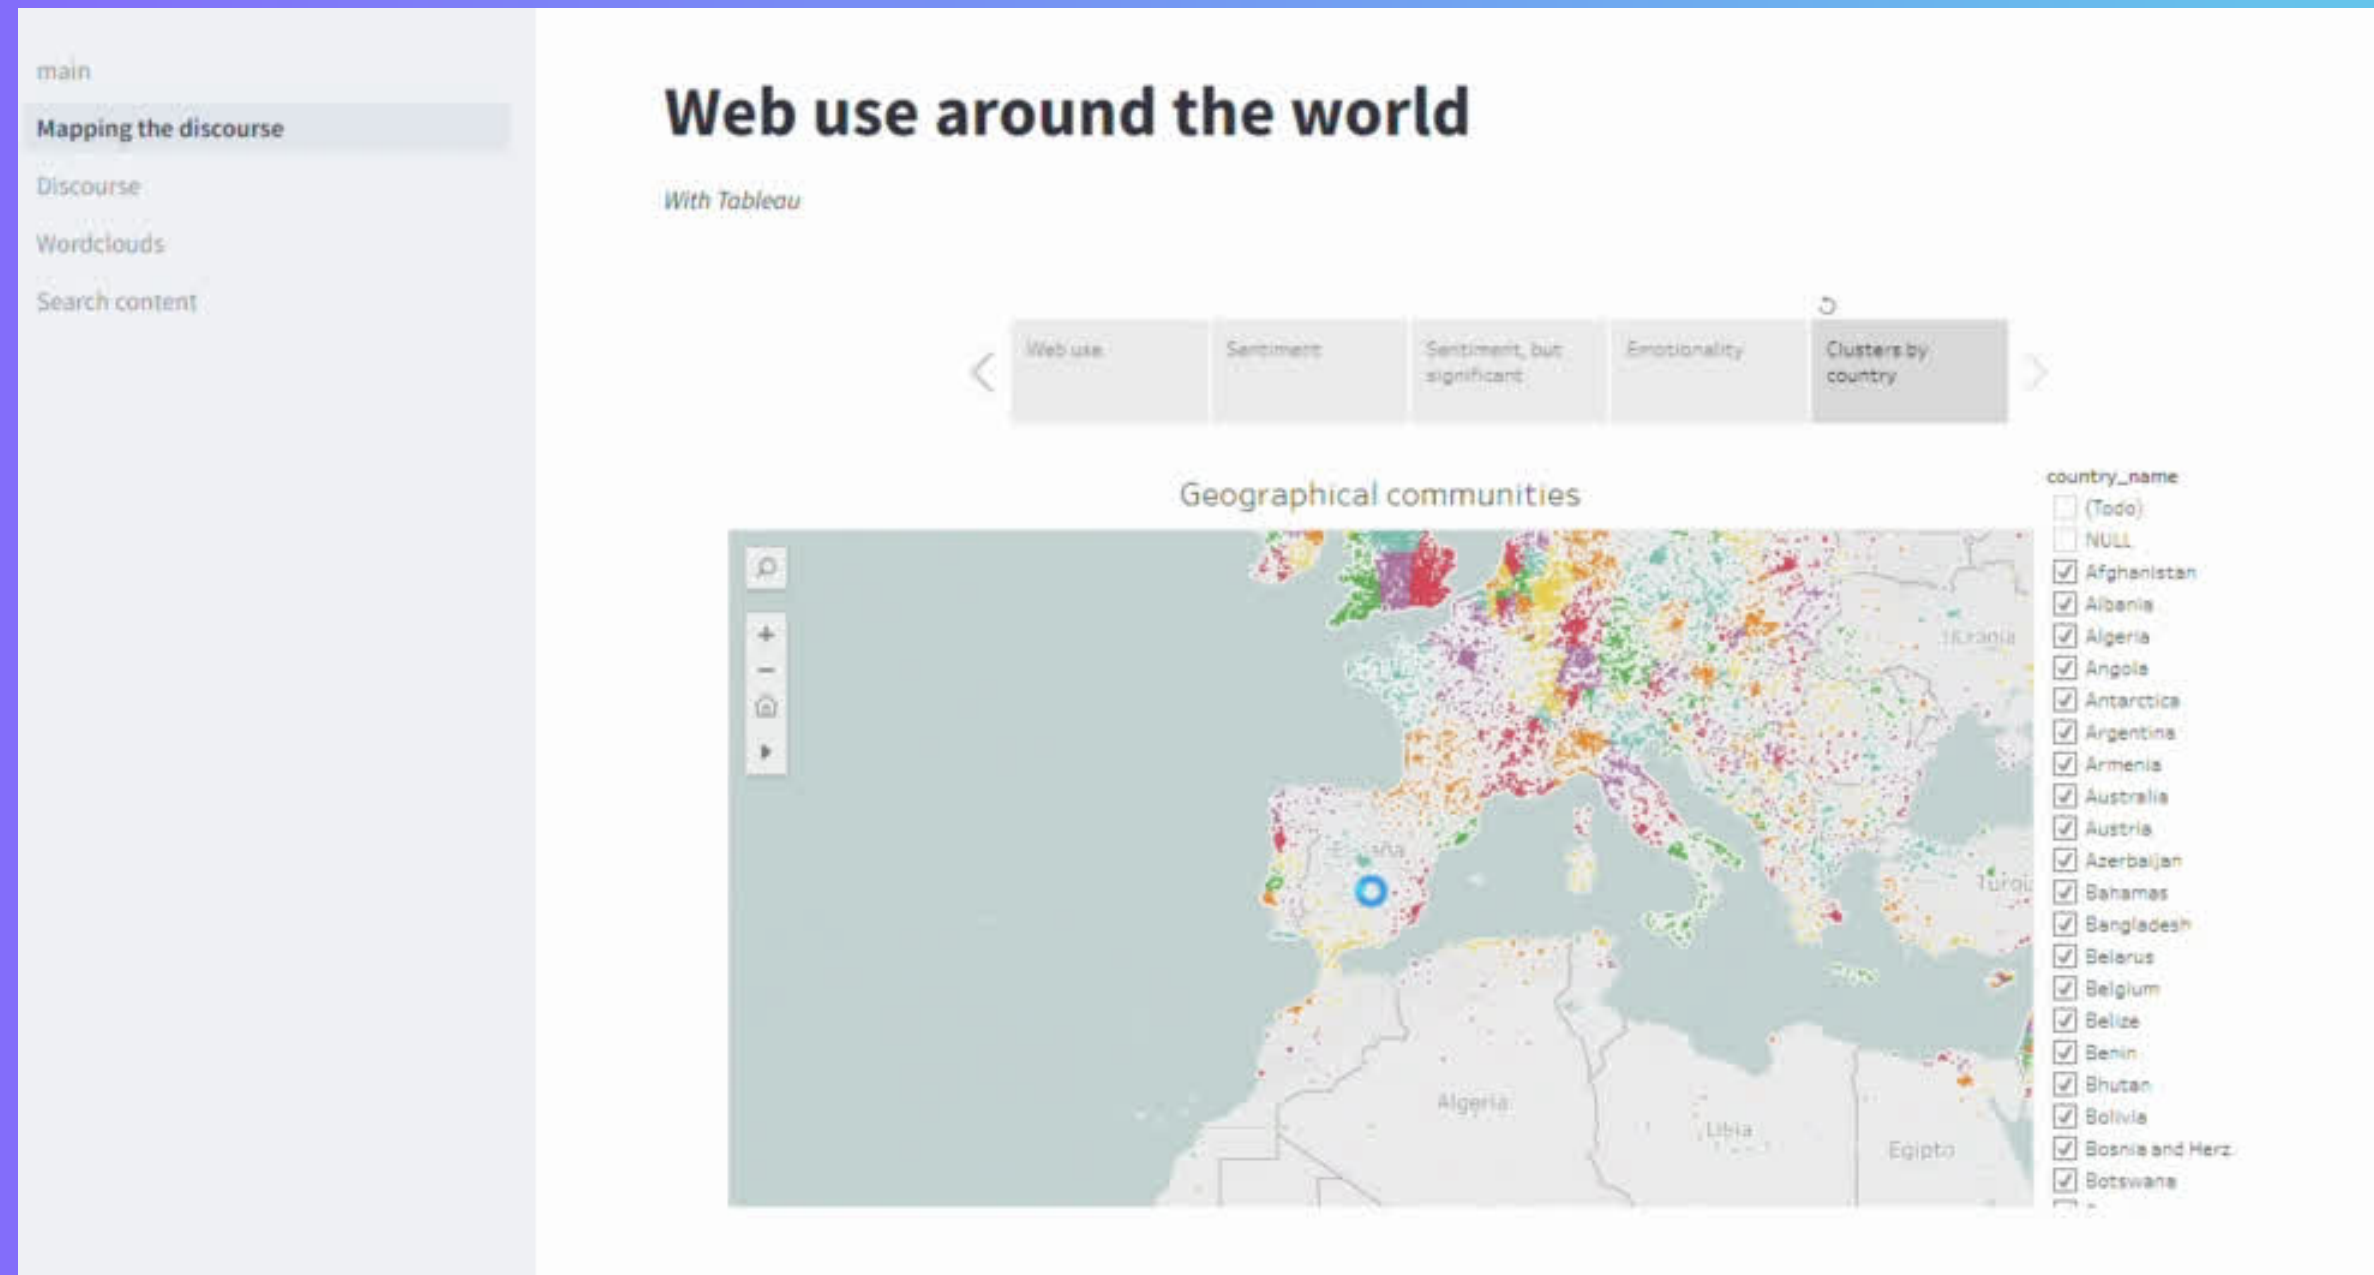 main
Mapping the discourse
Discourse
Wordclouds
Search content
Web use around the world
With Tableau
Web use
Sentiment
Sentiment, but
significant
Emotionality
Clusters by
country
Geographical communities
country_name
(Todo)
NULL
Afghanistan
Albania
Algeria
Angola
Antarctica
Argentina
Armenia
Australia
Austria
Azerbaijan
Bahamas
Bangladesh
Belarus
Belgium
Belize
Benin
Bhutan
Bolivia
Bosnia and Herz.
Botswana
Ucrania
España
Algeria
Libia
Egipto